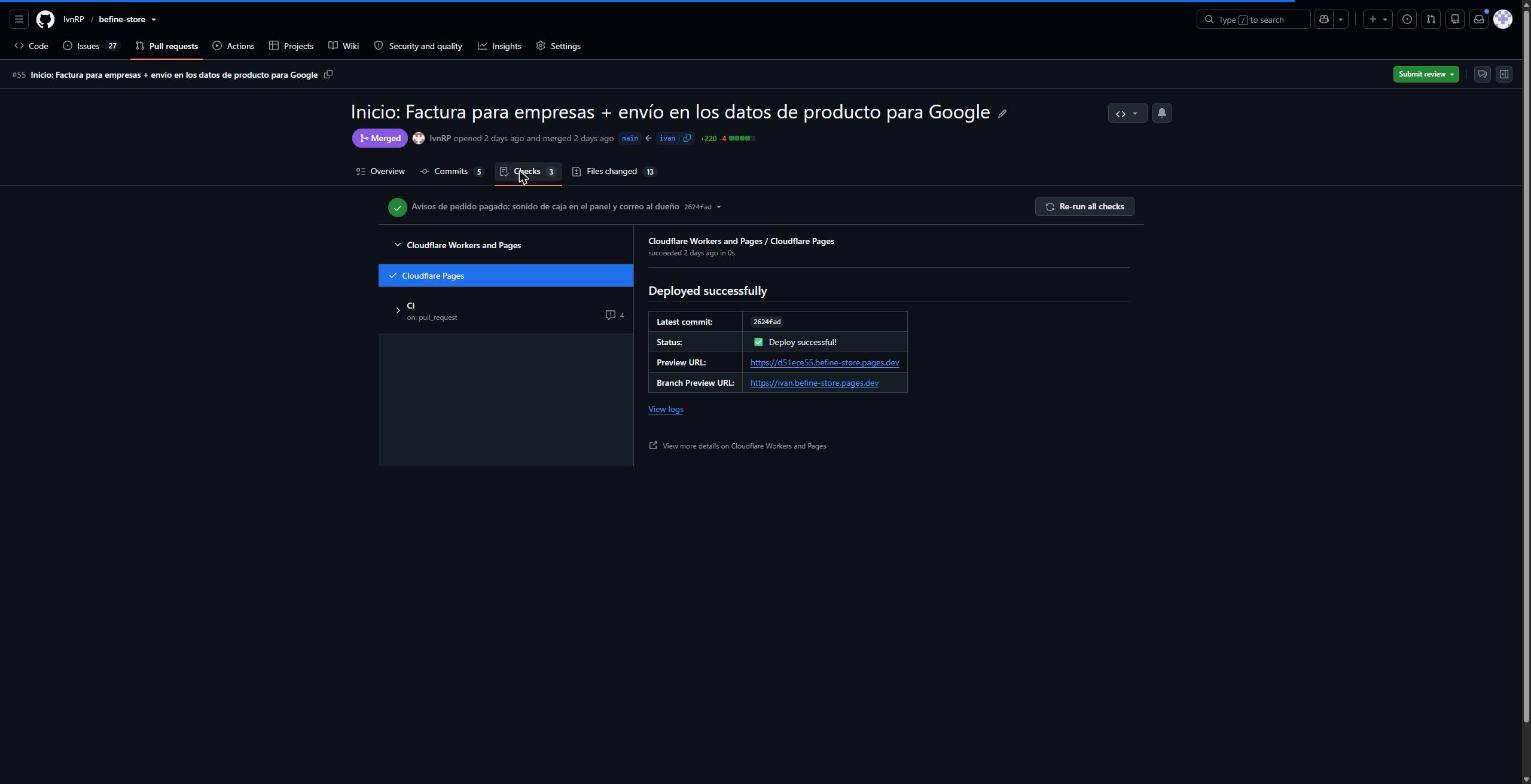 IvnRP / befine-store
Type / to search
Code
Issues 27
Pull requests
Actions
Projects
Wiki
Security and quality
Insights
Settings
#55 Inicio: Factura para empresas + envío en los datos de producto para Google
Submit review
Inicio: Factura para empresas + envío en los datos de producto para Google
Merged
IvnRP opened 2 days ago and merged 2 days ago main ← ivan +220 -4
Overview
Commits 5
Checks 3
Files changed 13
Avisos de pedido pagado: sonido de caja en el panel y correo al dueño 2624fad
Re-run all checks
Cloudflare Workers and Pages
Cloudflare Pages
CI
on: pull_request
4
Cloudflare Workers and Pages / Cloudflare Pages
succeeded 2 days ago in 0s
Deployed successfully
Latest commit: 2624fad
Status: ✅ Deploy successful!
Preview URL: https://d51ece55.befine-store.pages.dev
Branch Preview URL: https://ivan.befine-store.pages.dev
View logs
View more details on Cloudflare Workers and Pages